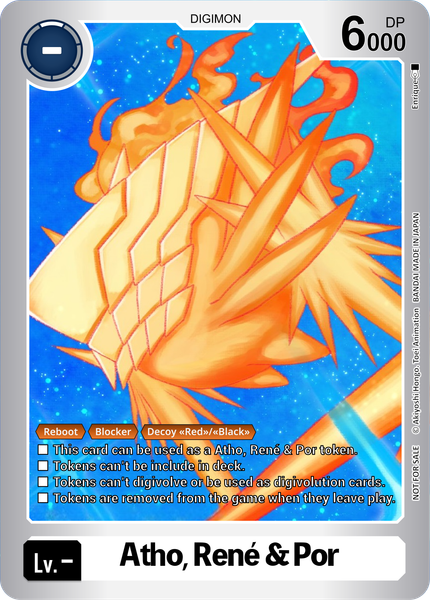 DIGIMON
-
6000
DP
Enrique
© Akiyoshi Hongo, Toei Animation BANDAI MADE IN JAPAN
NOT FOR SALE
Reboot Blocker Decoy «Red»/«Black»
This card can be used as a Atho, René & Por token.
Tokens can't be include in deck.
Tokens can't digivolve or be used as digivolution cards.
Tokens are removed from the game when they leave play.
Lv.-
Atho, René & Por